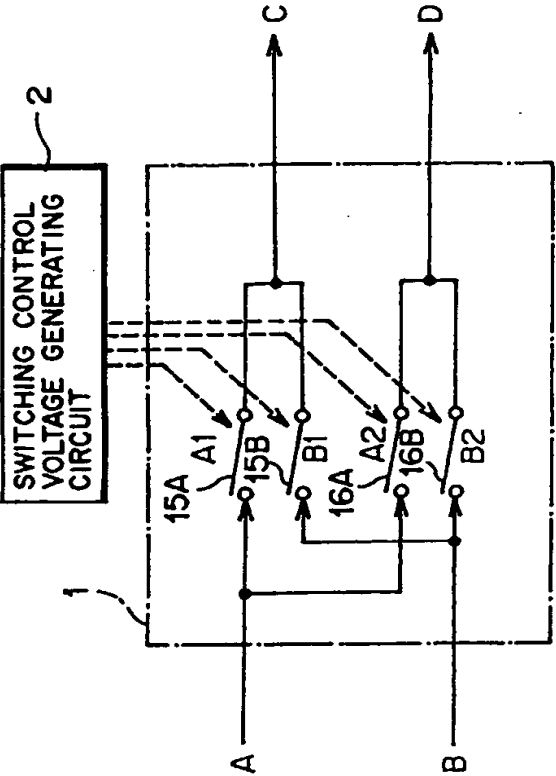 SWITCHING CONTROL
VOLTAGE GENERATING
CIRCUIT
2
1
A
B
C
D
15A
A1
15B
B1
16A
A2
16B
B2